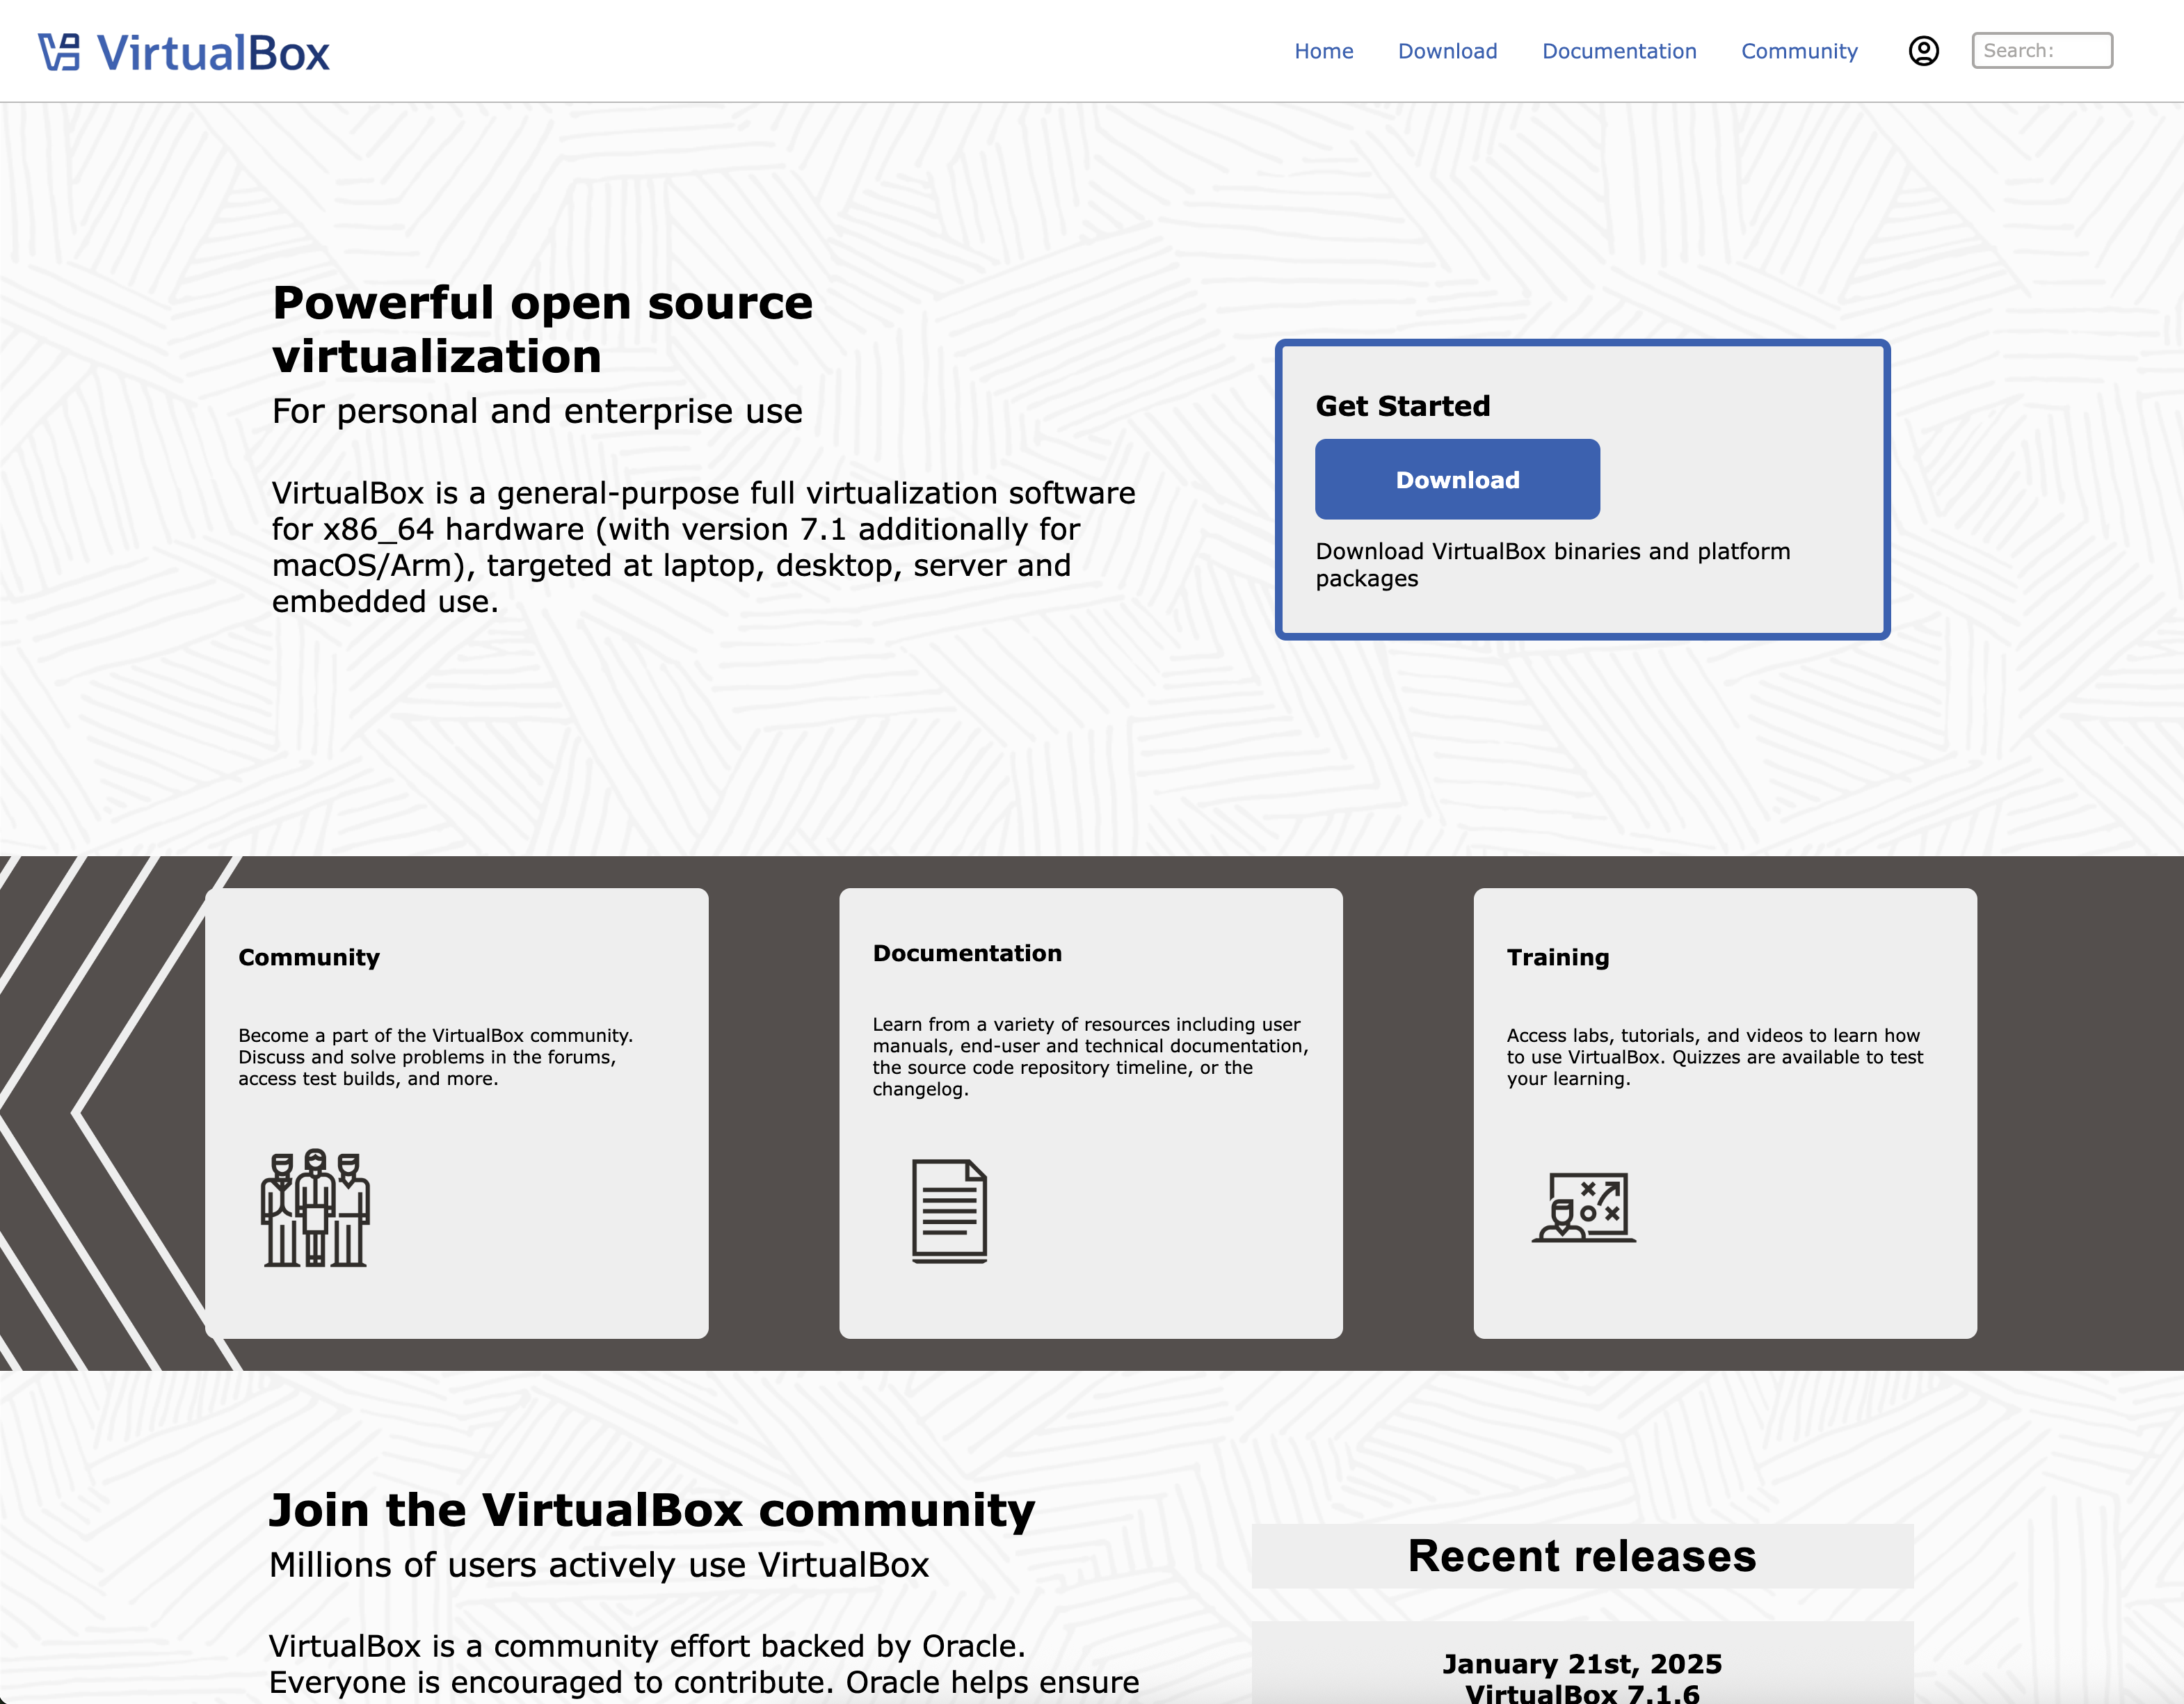 VirtualBox
Home
Download
Documentation
Community
Search:
Powerful open source
virtualization
For personal and enterprise use
VirtualBox is a general-purpose full virtualization software
for x86_64 hardware (with version 7.1 additionally for
macOS/Arm), targeted at laptop, desktop, server and
embedded use.
Get Started
Download
Download VirtualBox binaries and platform
packages
Community
Become a part of the VirtualBox community.
Discuss and solve problems in the forums,
access test builds, and more.
Documentation
Learn from a variety of resources including user
manuals, end-user and technical documentation,
the source code repository timeline, or the
changelog.
Training
Access labs, tutorials, and videos to learn how
to use VirtualBox. Quizzes are available to test
your learning.
Join the VirtualBox community
Millions of users actively use VirtualBox
VirtualBox is a community effort backed by Oracle.
Everyone is encouraged to contribute. Oracle helps ensure
Recent releases
January 21st, 2025
VirtualBox 7.1.6